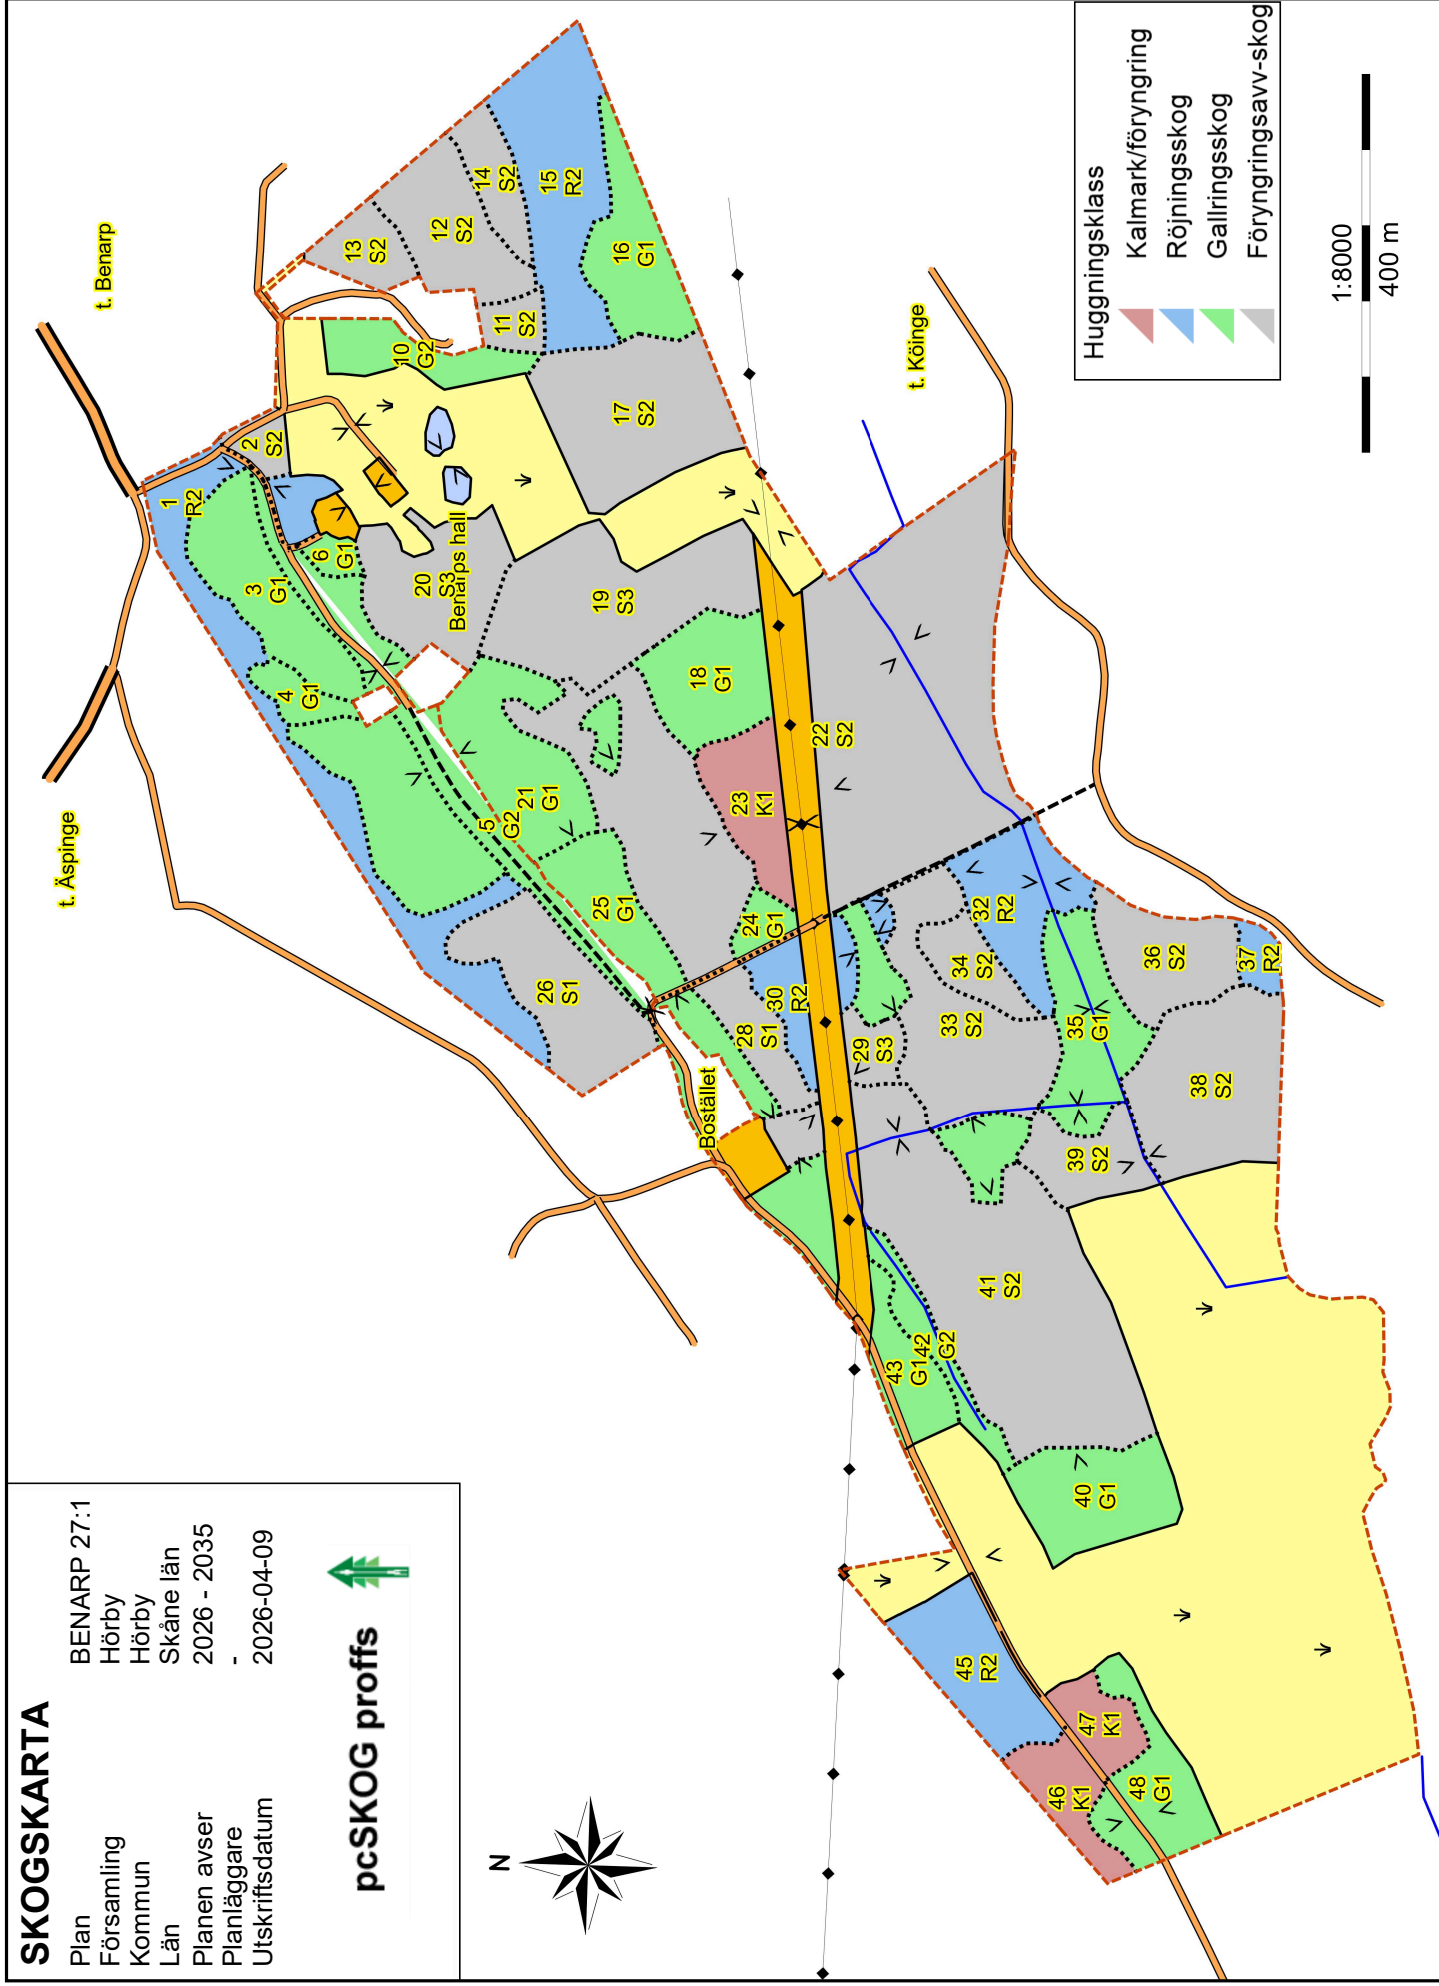 SKOGSKARTA
Plan BENARP 27:1
Församling Hörby
Kommun Hörby
Län Skåne län
Planen avser 2026 - 2035
Planläggare -
Utskriftsdatum 2026-04-09
pcSKOG proffs
N
t. Äspinge
t. Benarp
t. Köinge
Benarps hall
Bostället
1
R2
2
S2
3
G1
4
G1
5
G2
6
G1
10
G2
11
S2
12
S2
13
S2
14
S2
15
R2
16
G1
17
S2
18
G1
19
S3
20
S3
21
G1
22
S2
23
K1
24
G1
25
G1
26
S1
28
S1
29
S3
30
R2
32
R2
33
S2
34
S2
35
G1
36
S2
37
R2
38
S2
39
S2
40
G1
41
S2
42
G2
43
G1
45
R2
46
K1
47
K1
48
G1
Huggningsklass
Kalmark/föryngring
Röjningsskog
Gallringsskog
Föryngringsavv-skog
1:8000
400 m